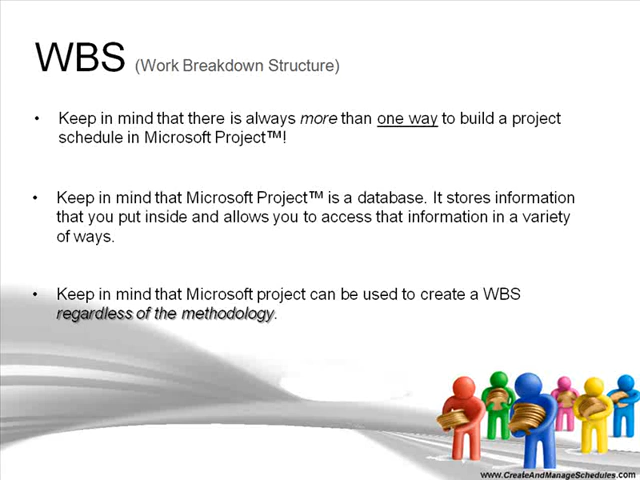 WBS (Work Breakdown Structure)
• Keep in mind that there is always more than one way to build a project
schedule in Microsoft Project™!
• Keep in mind that Microsoft Project™ is a database. It stores information
that you put inside and allows you to access that information in a variety
of ways.
• Keep in mind that Microsoft project can be used to create a WBS
regardless of the methodology.
www.CreateAndManageSchedules.com